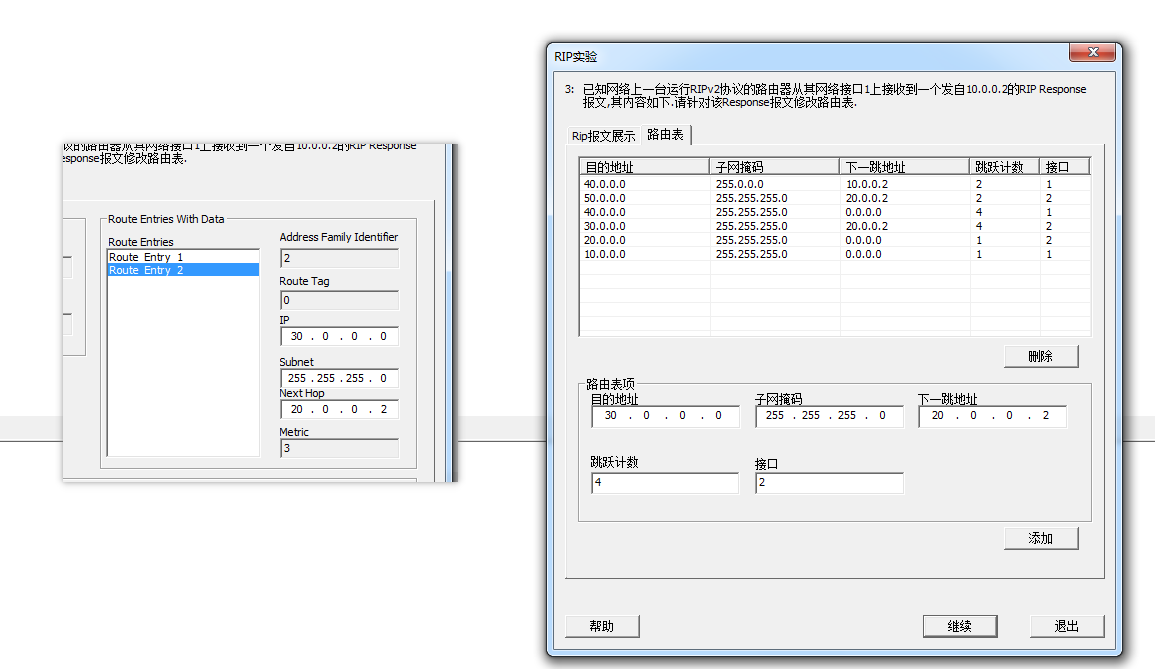 议的路由器从其网络接口1上接收到一个发自10.0.0.2的RIP Response
esponse报文修改路由表.
Route Entries With Data
Route Entries
Route Entry 1
Route Entry 2
Address Family Identifier
2
Route Tag
0
IP
30 . 0 . 0 . 0
Subnet
255 . 255 . 255 . 0
Next Hop
20 . 0 . 0 . 2
Metric
3
RIP实验
3: 已知网络上一台运行RIPv2协议的路由器从其网络接口1上接收到一个发自10.0.0.2的RIP Response
报文,其内容如下.请针对该Response报文修改路由表.
Rip报文展示 路由表
目的地址 子网掩码 下一跳地址 跳跃计数 接口
40.0.0.0 255.0.0.0 10.0.0.2 2 1
50.0.0.0 255.255.255.0 20.0.0.2 2 2
40.0.0.0 255.255.255.0 0.0.0.0 4 1
30.0.0.0 255.255.255.0 20.0.0.2 4 2
20.0.0.0 255.255.255.0 0.0.0.0 1 2
10.0.0.0 255.255.255.0 0.0.0.0 1 1
删除
路由表项
目的地址 子网掩码 下一跳地址
30 . 0 . 0 . 0 255 . 255 . 255 . 0 20 . 0 . 0 . 2
跳跃计数 接口
4 2
添加
帮助 继续 退出